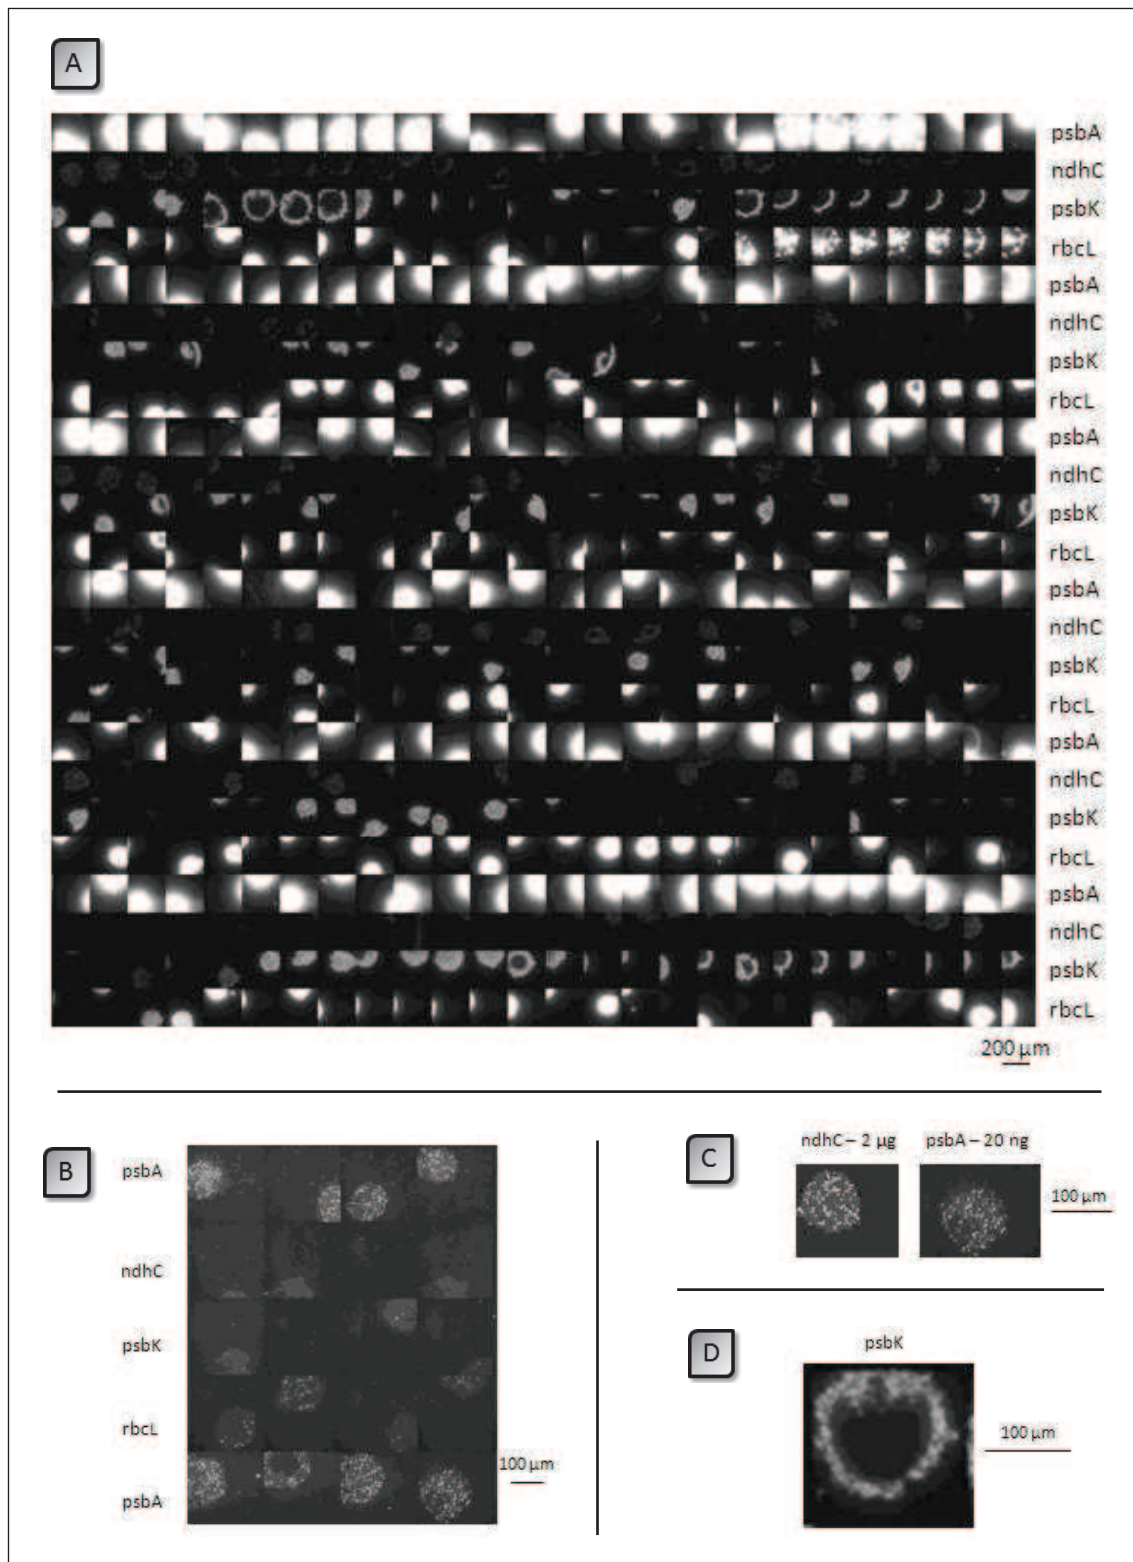 A
psbA
ndhC
psbK
rbcL
psbA
ndhC
psbK
rbcL
psbA
ndhC
psbK
rbcL
psbA
ndhC
psbK
rbcL
psbA
ndhC
psbK
rbcL
psbA
ndhC
psbK
rbcL
200 µm
B
psbA
ndhC
psbK
rbcL
psbA
100 µm
C
ndhC – 2 µg psbA – 20 ng
100 µm
D
psbK
100 µm